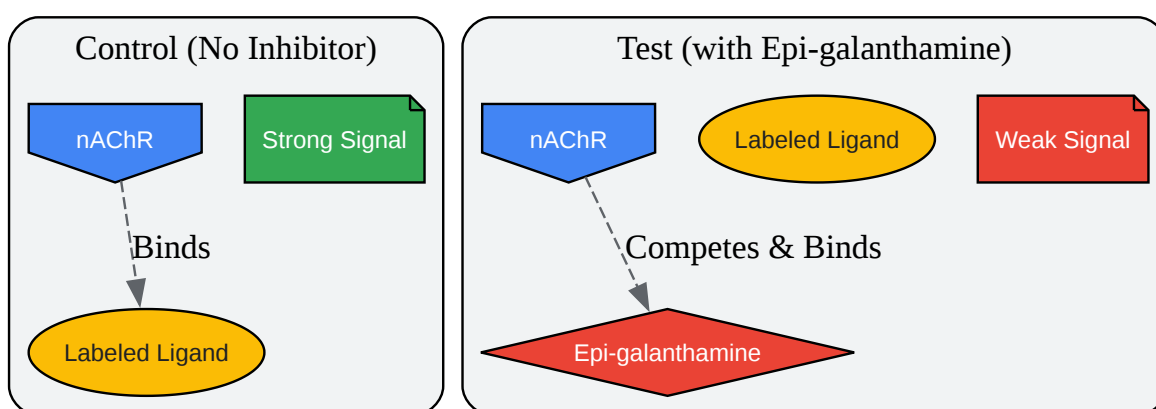 Control (No Inhibitor)
nAChR
Strong Signal
Binds
Labeled Ligand
Test (with Epi-galanthamine)
nAChR
Labeled Ligand
Weak Signal
Competes & Binds
Epi-galanthamine